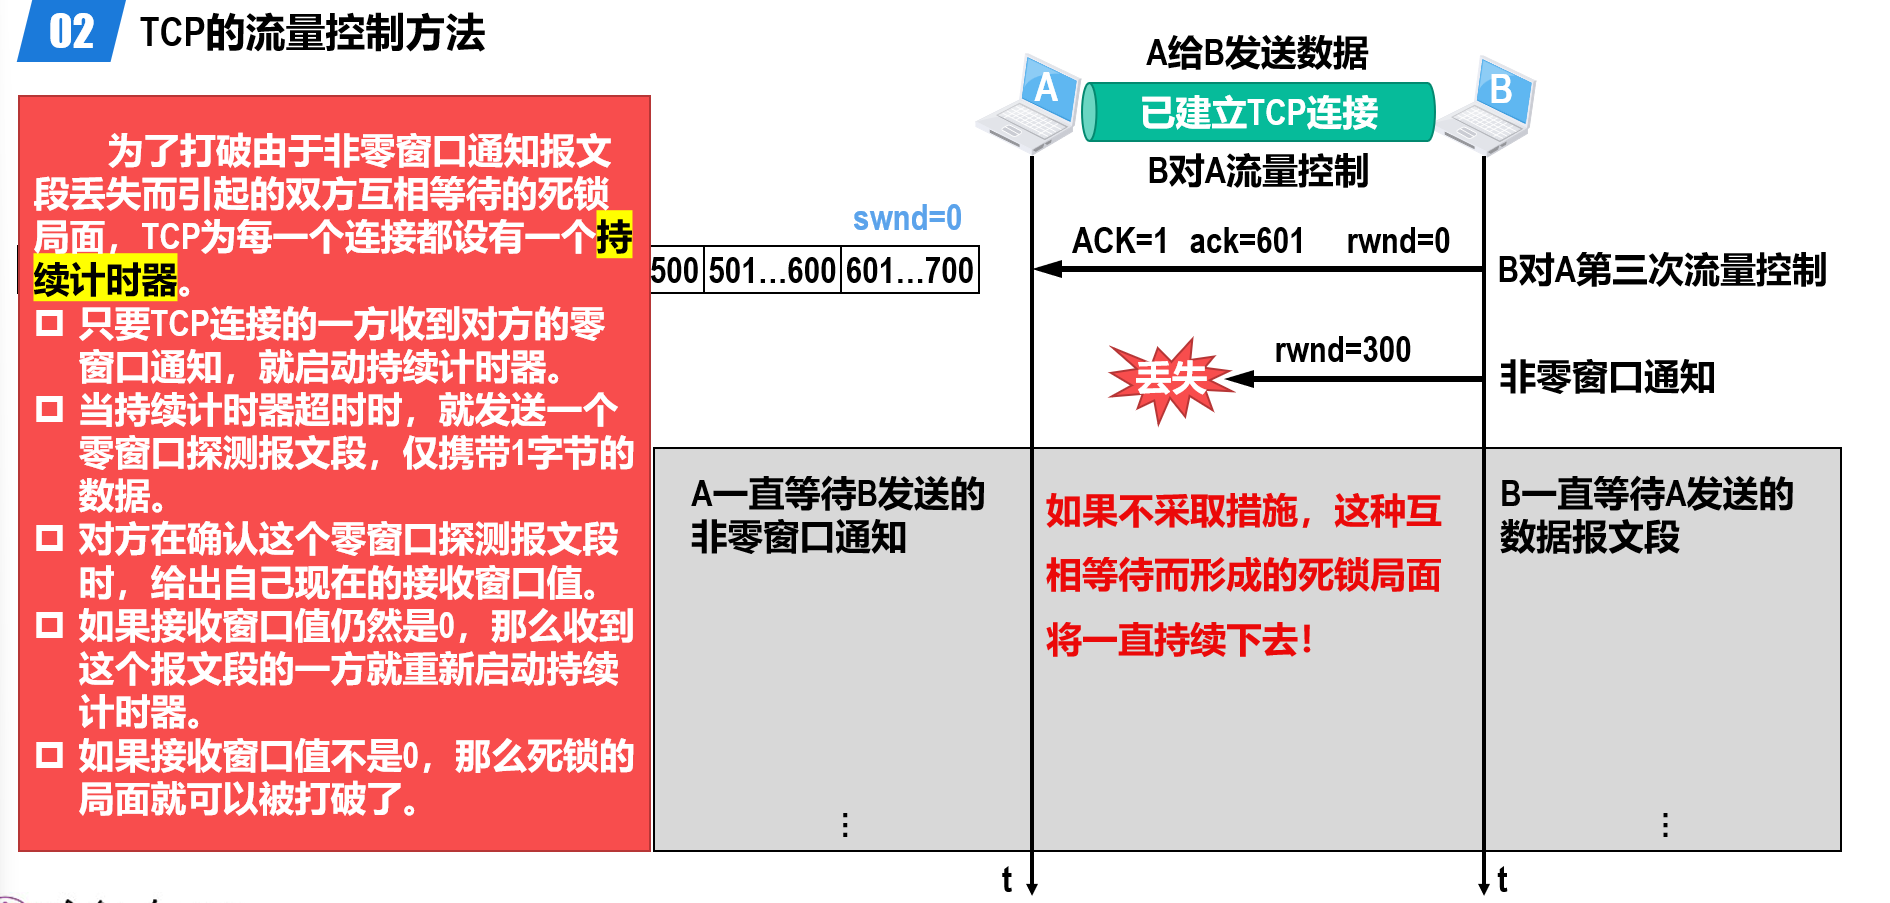 02
TCP的流量控制方法
为了打破由于非零窗口通知报文
段丢失而引起的双方互相等待的死锁
局面，TCP为每一个连接都设有一个持
续计时器。
只要TCP连接的一方收到对方的零
窗口通知，就启动持续计时器。
当持续计时器超时时，就发送一个
零窗口探测报文段，仅携带1字节的
数据。
对方在确认这个零窗口探测报文段
时，给出自己现在的接收窗口值。
如果接收窗口值仍然是0，那么收到
这个报文段的一方就重新启动持续
计时器。
如果接收窗口值不是0，那么死锁的
局面就可以被打破了。
A给B发送数据
A
已建立TCP连接
B
B对A流量控制
swnd=0
500 501…600 601…700
ACK=1 ack=601 rwnd=0
B对A第三次流量控制
丢失
rwnd=300
非零窗口通知
A一直等待B发送的
非零窗口通知
如果不采取措施，这种互
相等待而形成的死锁局面
将一直持续下去！
B一直等待A发送的
数据报文段
⋮
⋮
t
t